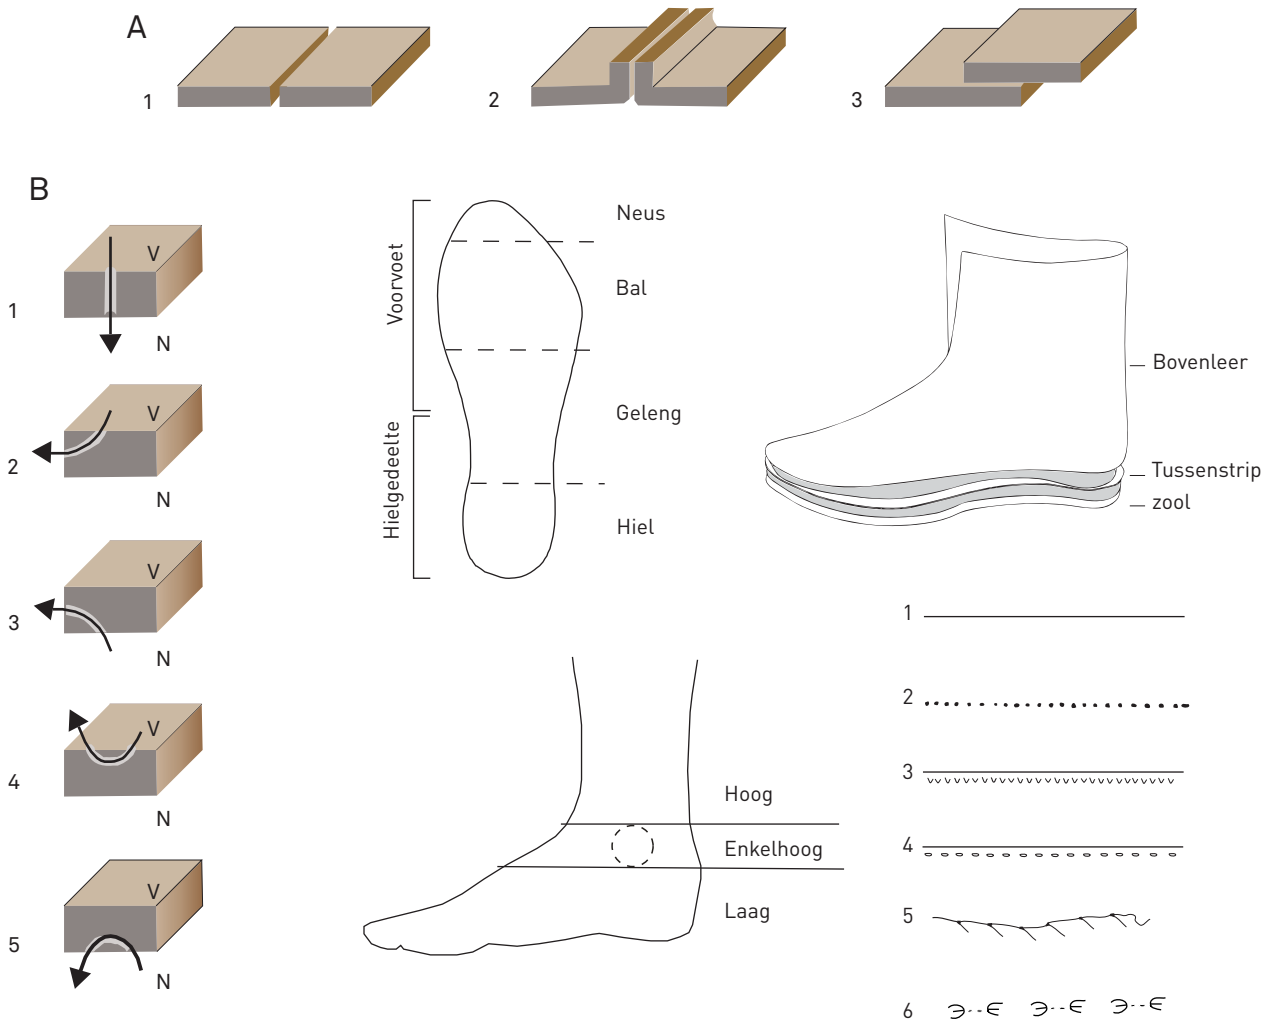 A
1
2
3
B
1
V
N
2
V
N
3
V
N
4
V
N
5
V
N
Voorvoet
Hielgedeelte
Neus
Bal
Geleng
Hiel
Bovenleer
Tussenstrip
zool
Hoog
Enkelhoog
Laag
1
2
3
4
5
6